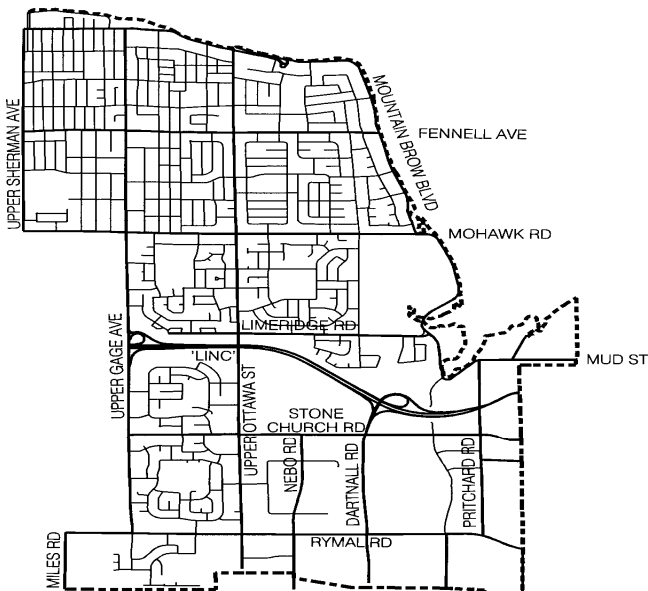 UPPER SHERMAN AVE
MOUNTAIN BROW BLVD
FENNELL AVE
MOHAWK RD
UPPER GAGE AVE
LIMERIDGE RD
'LINC'
MUD ST
UPPER OTTAWA ST
STONE
CHURCH RD
NEBO RD
DARTNALL RD
PRITCHARD RD
MILES RD
RYMAL RD